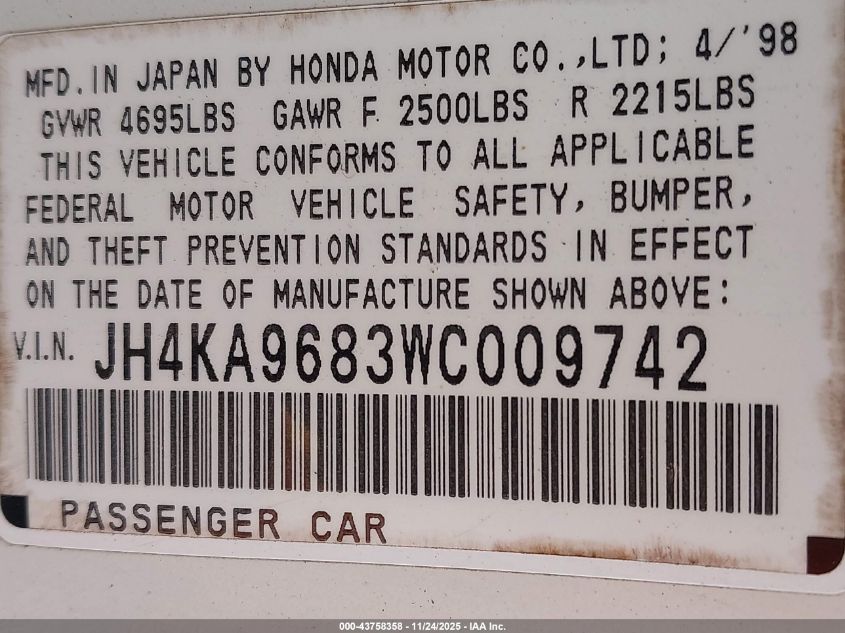 MFD. IN JAPAN BY HONDA MOTOR CO.,LTD; 4/'98
GVWR 4695LBS GAWR F 2500LBS R 2215LBS
THIS VEHICLE CONFORMS TO ALL APPLICABLE
FEDERAL MOTOR VEHICLE SAFETY, BUMPER,
AND THEFT PREVENTION STANDARDS IN EFFECT
ON THE DATE OF MANUFACTURE SHOWN ABOVE:
V.I.N. JH4KA9683WC009742
PASSENGER CAR
000-43758358 - 11/24/2025 - IAA Inc.